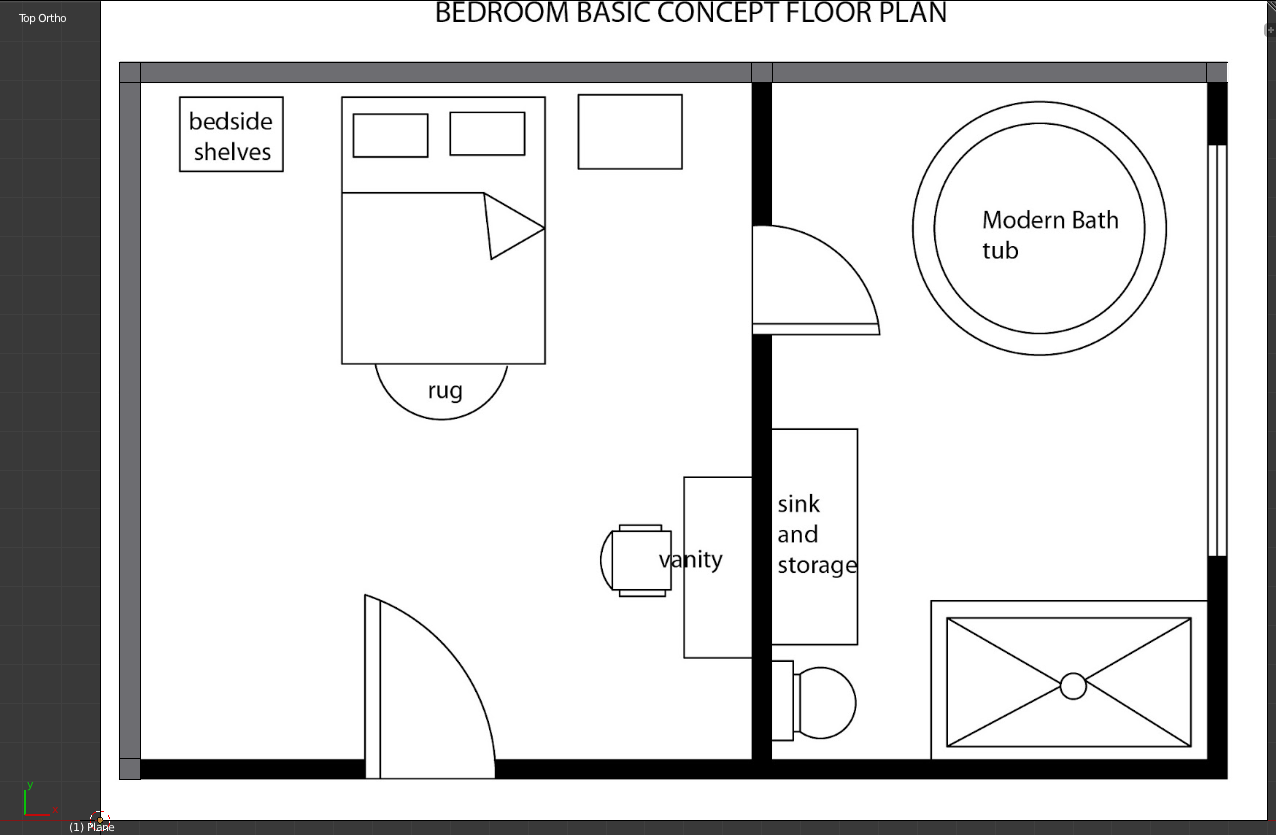 Top Ortho
BEDROOM BASIC CONCEPT FLOOR PLAN
bedside
shelves
Modern Bath
tub
rug
sink
and
storage
vanity
y
x
(1) Plane